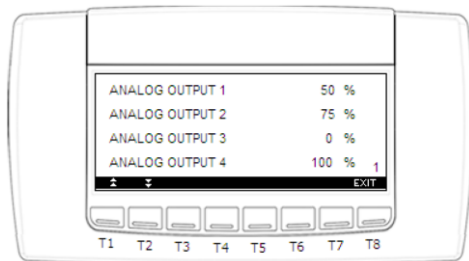 ANALOG OUTPUT 1 50 %
ANALOG OUTPUT 2 75 %
ANALOG OUTPUT 3 0 %
ANALOG OUTPUT 4 100 % 1
EXIT
T1 T2 T3 T4 T5 T6 T7 T8